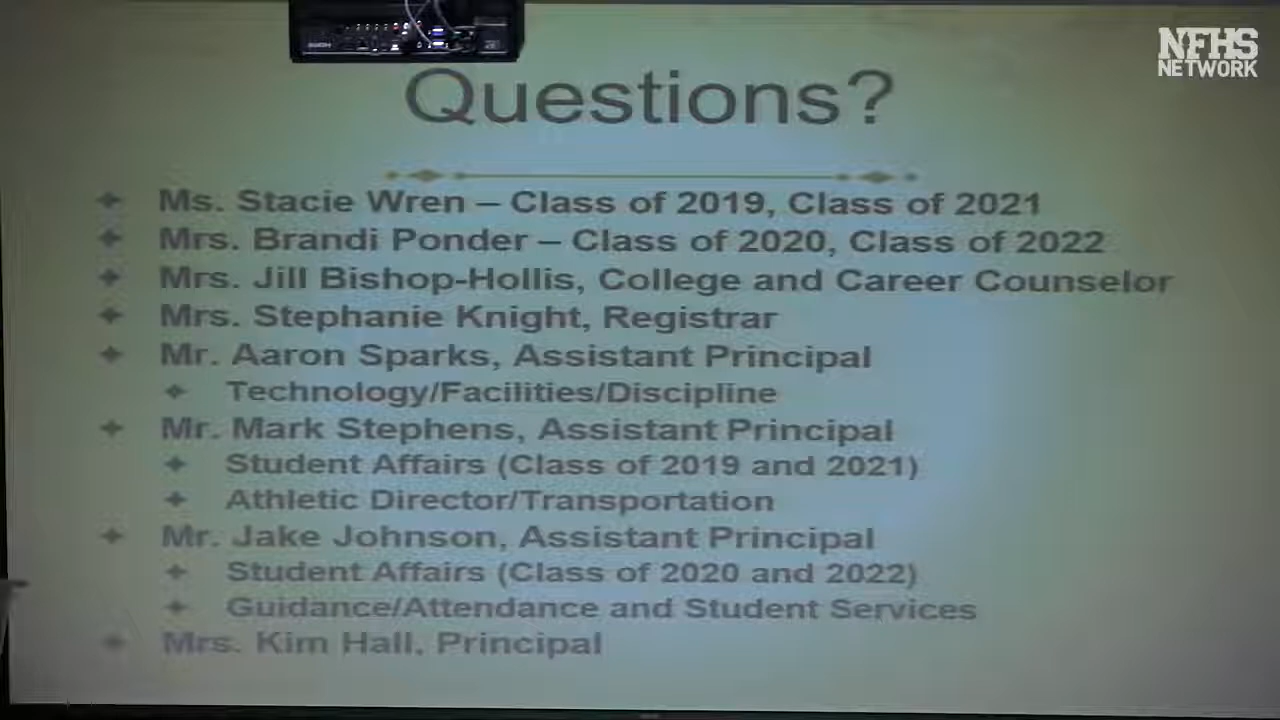 NFHS
NETWORK
Questions?
Ms. Stacie Wren – Class of 2019, Class of 2021
Mrs. Brandi Ponder – Class of 2020, Class of 2022
Mrs. Jill Bishop-Hollis, College and Career Counselor
Mrs. Stephanie Knight, Registrar
Mr. Aaron Sparks, Assistant Principal
Technology/Facilities/Discipline
Mr. Mark Stephens, Assistant Principal
Student Affairs (Class of 2019 and 2021)
Athletic Director/Transportation
Mr. Jake Johnson, Assistant Principal
Student Affairs (Class of 2020 and 2022)
Guidance/Attendance and Student Services
Mrs. Kim Hall, Principal